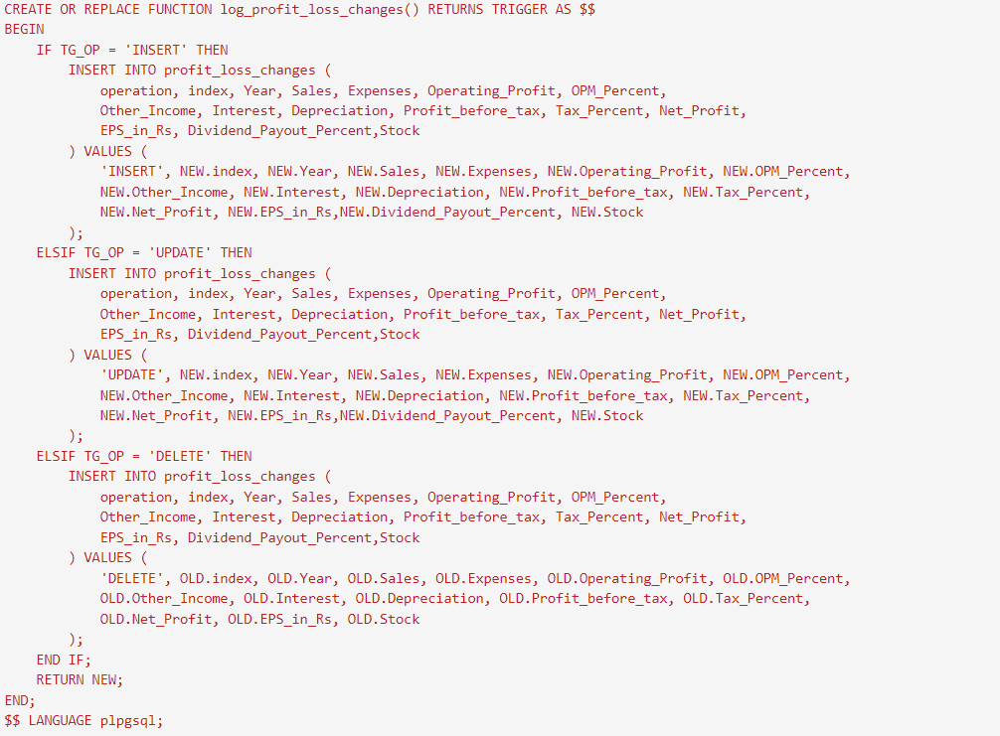 CREATE OR REPLACE FUNCTION log_profit_loss_changes() RETURNS TRIGGER AS $$
BEGIN
    IF TG_OP = 'INSERT' THEN
        INSERT INTO profit_loss_changes (
            operation, index, Year, Sales, Expenses, Operating_Profit, OPM_Percent,
            Other_Income, Interest, Depreciation, Profit_before_tax, Tax_Percent, Net_Profit,
            EPS_in_Rs, Dividend_Payout_Percent,Stock
        ) VALUES (
            'INSERT', NEW.index, NEW.Year, NEW.Sales, NEW.Expenses, NEW.Operating_Profit, NEW.OPM_Percent,
            NEW.Other_Income, NEW.Interest, NEW.Depreciation, NEW.Profit_before_tax, NEW.Tax_Percent,
            NEW.Net_Profit, NEW.EPS_in_Rs,NEW.Dividend_Payout_Percent, NEW.Stock
        );
    ELSIF TG_OP = 'UPDATE' THEN
        INSERT INTO profit_loss_changes (
            operation, index, Year, Sales, Expenses, Operating_Profit, OPM_Percent,
            Other_Income, Interest, Depreciation, Profit_before_tax, Tax_Percent, Net_Profit,
            EPS_in_Rs, Dividend_Payout_Percent,Stock
        ) VALUES (
            'UPDATE', NEW.index, NEW.Year, NEW.Sales, NEW.Expenses, NEW.Operating_Profit, NEW.OPM_Percent,
            NEW.Other_Income, NEW.Interest, NEW.Depreciation, NEW.Profit_before_tax, NEW.Tax_Percent,
            NEW.Net_Profit, NEW.EPS_in_Rs,NEW.Dividend_Payout_Percent, NEW.Stock
        );
    ELSIF TG_OP = 'DELETE' THEN
        INSERT INTO profit_loss_changes (
            operation, index, Year, Sales, Expenses, Operating_Profit, OPM_Percent,
            Other_Income, Interest, Depreciation, Profit_before_tax, Tax_Percent, Net_Profit,
            EPS_in_Rs, Dividend_Payout_Percent,Stock
        ) VALUES (
            'DELETE', OLD.index, OLD.Year, OLD.Sales, OLD.Expenses, OLD.Operating_Profit, OLD.OPM_Percent,
            OLD.Other_Income, OLD.Interest, OLD.Depreciation, OLD.Profit_before_tax, OLD.Tax_Percent,
            OLD.Net_Profit, OLD.EPS_in_Rs, OLD.Stock
        );
    END IF;
    RETURN NEW;
END;
$$ LANGUAGE plpgsql;